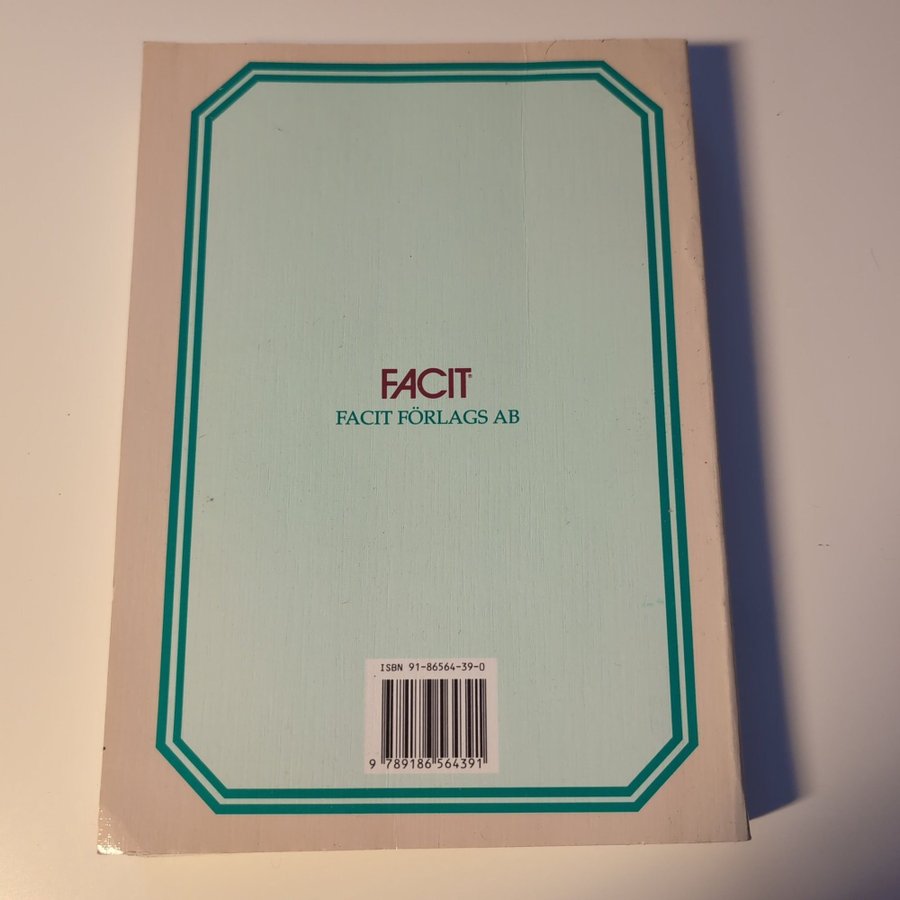 FACIT®
FACIT FÖRLAGS AB
ISBN 91-86564-39-0
9 789186 564391